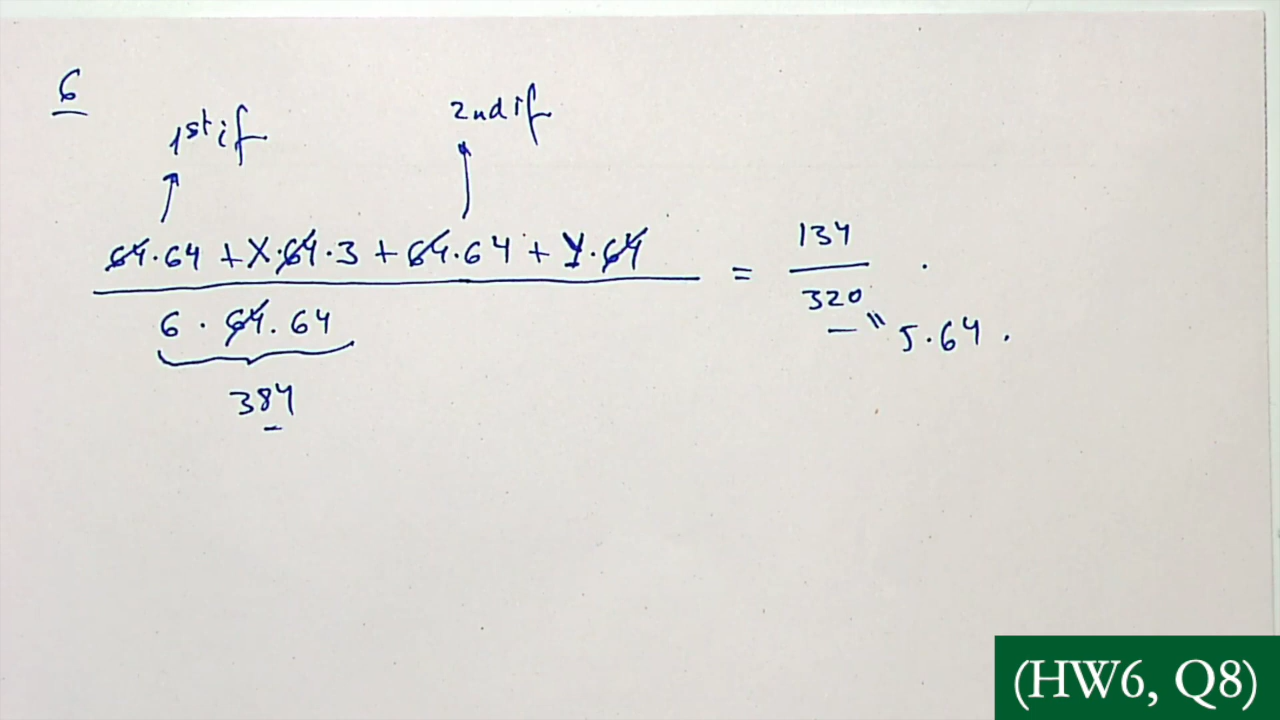 6
1st if
2nd if
64.64 + X.64.3 + 64.64 + Y.64 = 134 .
6 . 64. 64
320
" 5.64 .
384
(HW6, Q8)